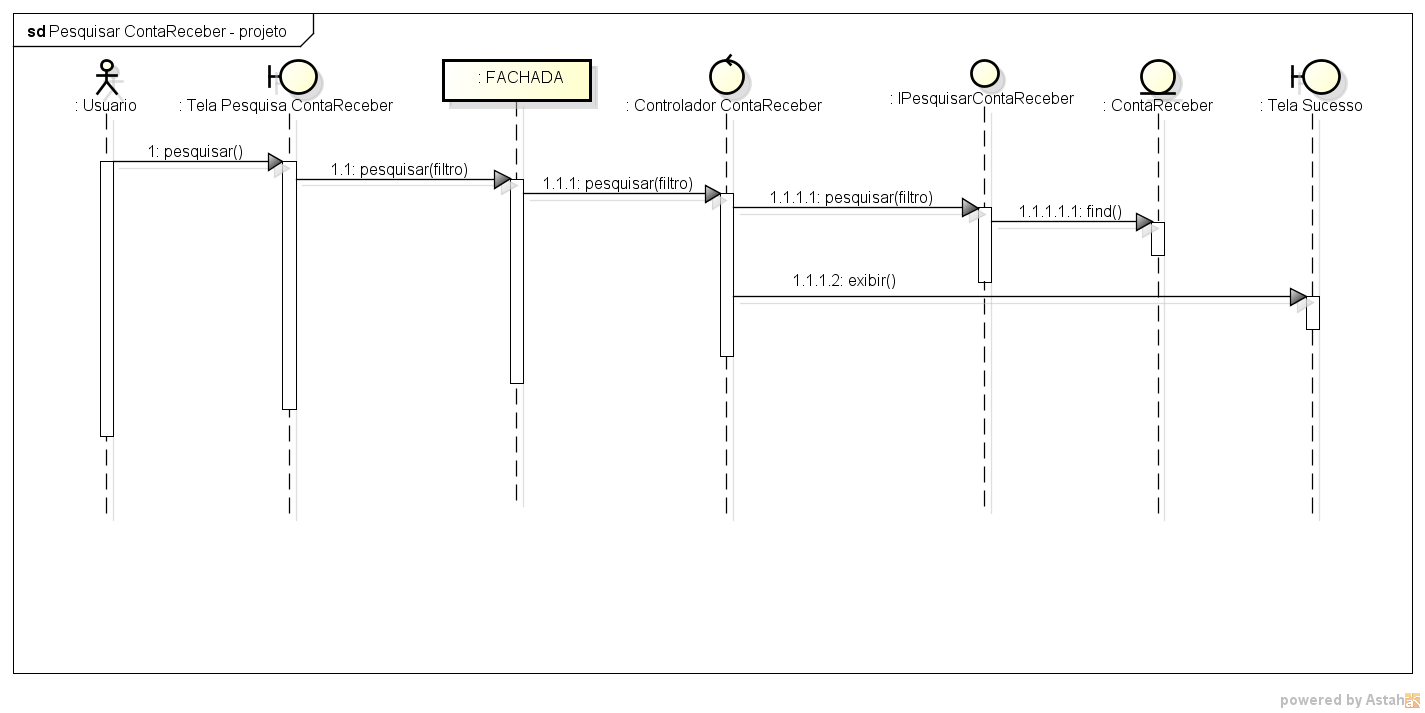 sd Pesquisar ContaReceber - projeto
: FACHADA
: Usuario
: Tela Pesquisa ContaReceber
: Controlador ContaReceber
: IPesquisarContaReceber
: ContaReceber
: Tela Sucesso
1: pesquisar()
1.1: pesquisar(filtro)
1.1.1: pesquisar(filtro)
1.1.1.1: pesquisar(filtro)
1.1.1.1.1: find()
1.1.1.2: exibir()
powered by Astah